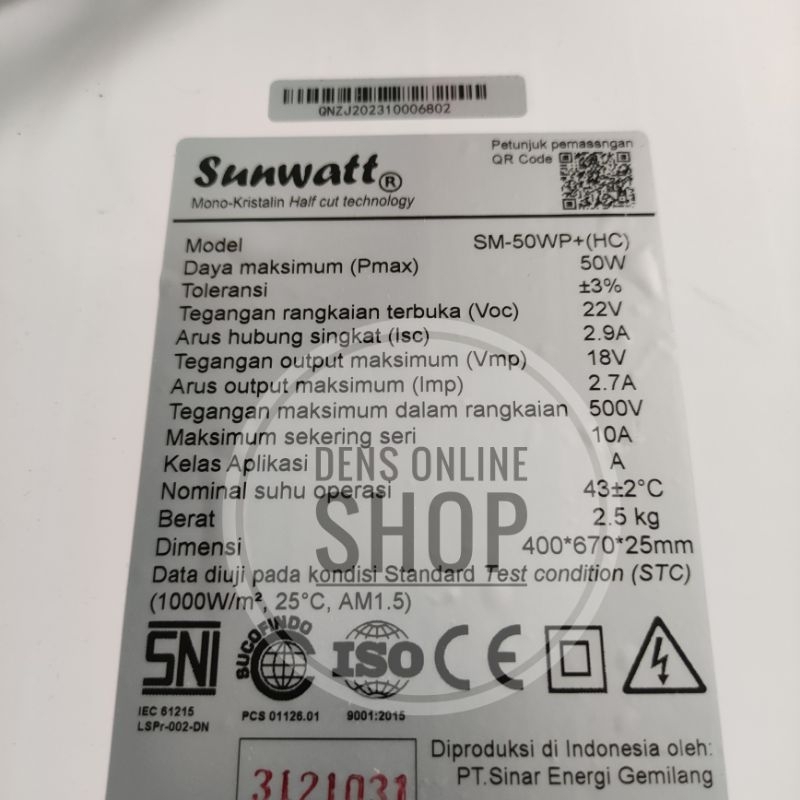 QNZJ202310006802
Petunjuk pemasangan
QR Code
Sunwatt®
Mono-Kristalin Half cut technology
Model SM-50WP+(HC)
Daya maksimum (Pmax) 50W
Toleransi ±3%
Tegangan rangkaian terbuka (Voc) 22V
Arus hubung singkat (Isc) 2.9A
Tegangan output maksimum (Vmp) 18V
Arus output maksimum (Imp) 2.7A
Tegangan maksimum dalam rangkaian 500V
Maksimum sekering seri 10A
Kelas Aplikasi A
Nominal suhu operasi 43±2°C
Berat 2.5 kg
Dimensi 400*670*25mm
Data diuji pada kondisi Standard Test condition (STC)
(1000W/m², 25°C, AM1.5)
DENS ONLINE
SHOP
SNI
SUCOFINDO
ISO
CE
IEC 61215
LSPr-002-DN
PCS 01126.01
9001:2015
3121031
Diproduksi di Indonesia oleh:
PT.Sinar Energi Gemilang